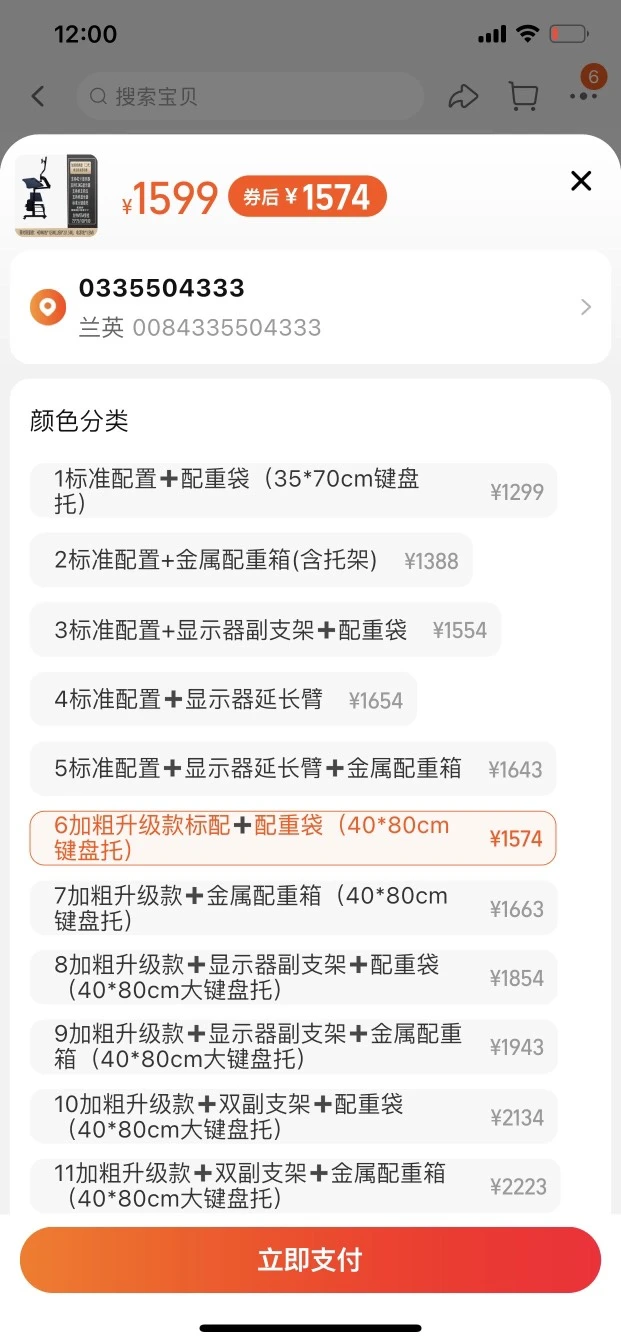 12:00
搜索宝贝
6
¥1599 券后 ¥1574
0335504333
兰英 0084335504333
颜色分类
1标准配置➕配重袋（35*70cm键盘
托） ¥1299
2标准配置+金属配重箱(含托架) ¥1388
3标准配置+显示器副支架➕配重袋 ¥1554
4标准配置➕显示器延长臂 ¥1654
5标准配置➕显示器延长臂➕金属配重箱 ¥1643
6加粗升级款标配➕配重袋（40*80cm
键盘托） ¥1574
7加粗升级款➕金属配重箱（40*80cm
键盘托） ¥1663
8加粗升级款➕显示器副支架➕配重袋
（40*80cm大键盘托） ¥1854
9加粗升级款➕显示器副支架➕金属配重
箱（40*80cm大键盘托） ¥1943
10加粗升级款➕双副支架➕配重袋
（40*80cm大键盘托） ¥2134
11加粗升级款➕双副支架➕金属配重箱
（40*80cm大键盘托） ¥2223
立即支付